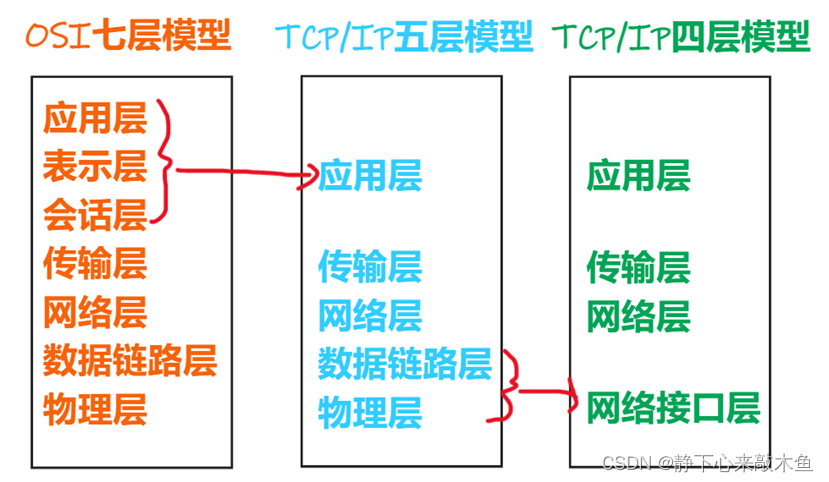 OSI七层模型
应用层
表示层
会话层
传输层
网络层
数据链路层
物理层
TCP/IP五层模型
应用层
传输层
网络层
数据链路层
物理层
TCP/IP四层模型
应用层
传输层
网络层
网络接口层
CSDN @静下心来敲木鱼